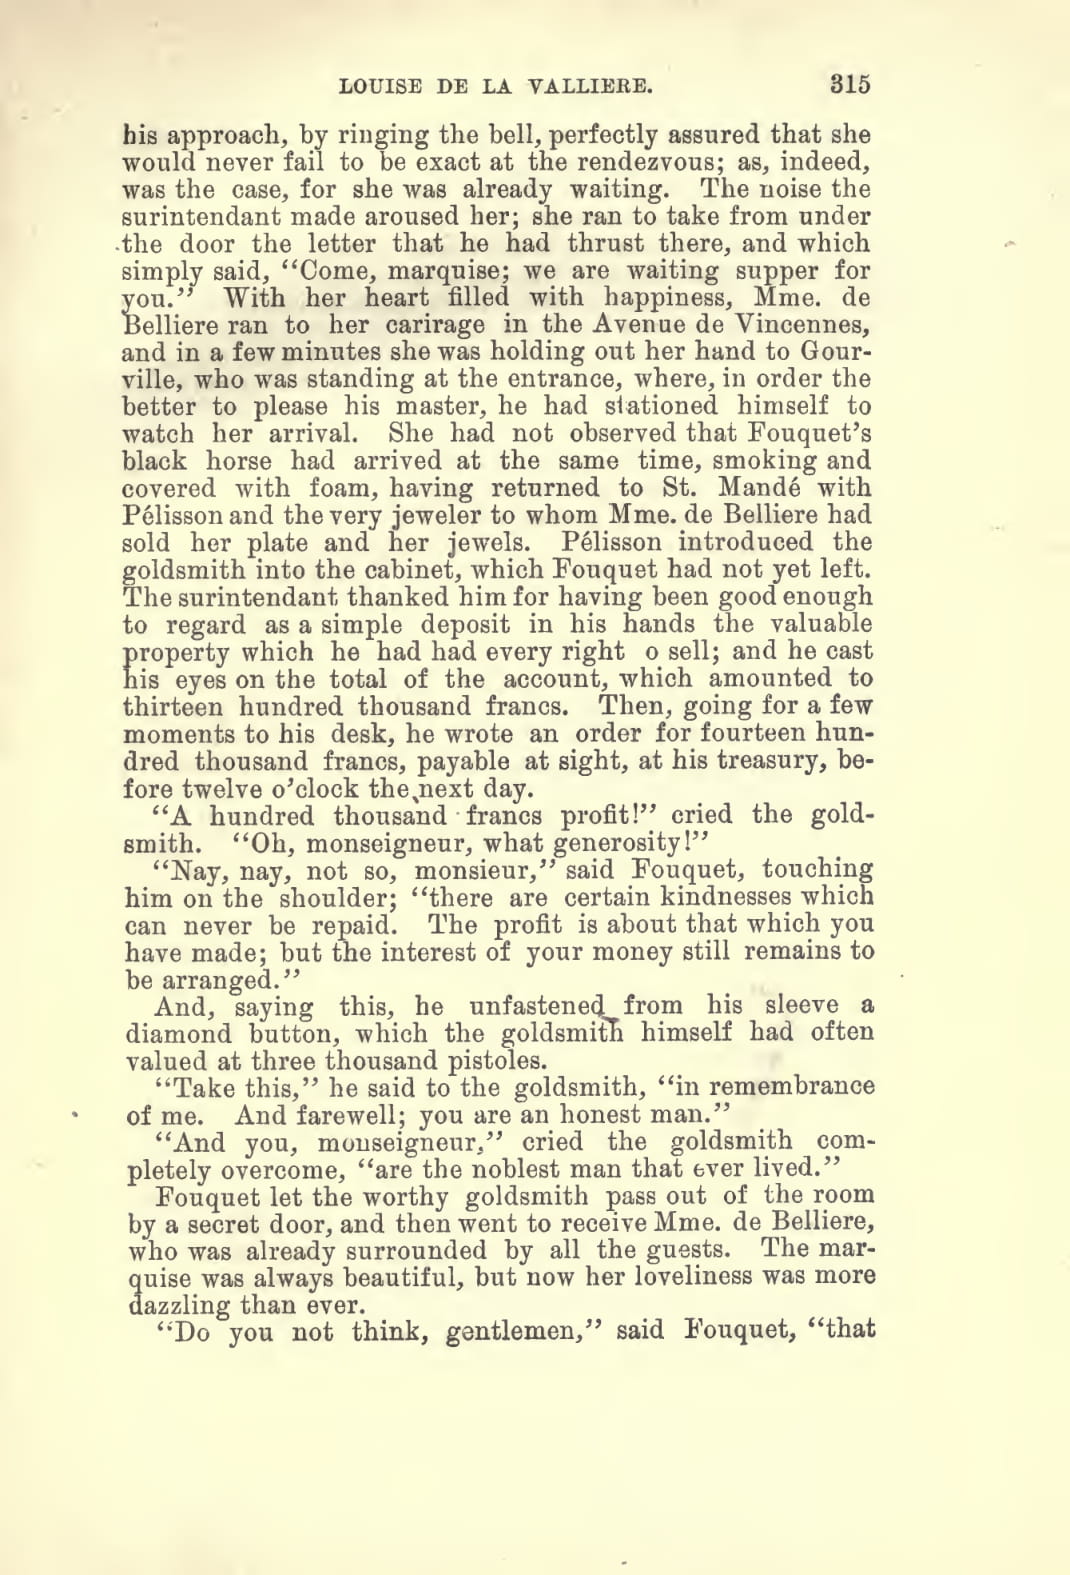 LOUISE DE LA VALLIERE. 315
his approach, by ringing the bell, perfectly assured that she
would never fail to be exact at the rendezvous; as, indeed,
was the case, for she was already waiting. The noise the
surintendant made aroused her; she ran to take from under
the door the letter that he had thrust there, and which
simply said, “Come, marquise; we are waiting supper for
you.” With her heart filled with happiness, Mme. de
Belliere ran to her carirage in the Avenue de Vincennes,
and in a few minutes she was holding out her hand to Gour-
ville, who was standing at the entrance, where, in order the
better to please his master, he had stationed himself to
watch her arrival. She had not observed that Fouquet’s
black horse had arrived at the same time, smoking and
covered with foam, having returned to St. Mandé with
Pélisson and the very jeweler to whom Mme. de Belliere had
sold her plate and her jewels. Pélisson introduced the
goldsmith into the cabinet, which Fouquet had not yet left.
The surintendant thanked him for having been good enough
to regard as a simple deposit in his hands the valuable
property which he had had every right o sell; and he cast
his eyes on the total of the account, which amounted to
thirteen hundred thousand francs. Then, going for a few
moments to his desk, he wrote an order for fourteen hun-
dred thousand francs, payable at sight, at his treasury, be-
fore twelve o’clock the next day.
“A hundred thousand francs profit!” cried the gold-
smith. “Oh, monseigneur, what generosity!”
“Nay, nay, not so, monsieur,” said Fouquet, touching
him on the shoulder; “there are certain kindnesses which
can never be repaid. The profit is about that which you
have made; but the interest of your money still remains to
be arranged.”
And, saying this, he unfastened from his sleeve a
diamond button, which the goldsmith himself had often
valued at three thousand pistoles.
“Take this,” he said to the goldsmith, “in remembrance
of me. And farewell; you are an honest man.”
“And you, monseigneur,” cried the goldsmith com-
pletely overcome, “are the noblest man that ever lived.”
Fouquet let the worthy goldsmith pass out of the room
by a secret door, and then went to receive Mme. de Belliere,
who was already surrounded by all the guests. The mar-
quise was always beautiful, but now her loveliness was more
dazzling than ever.
“Do you not think, gentlemen,” said Fouquet, “that